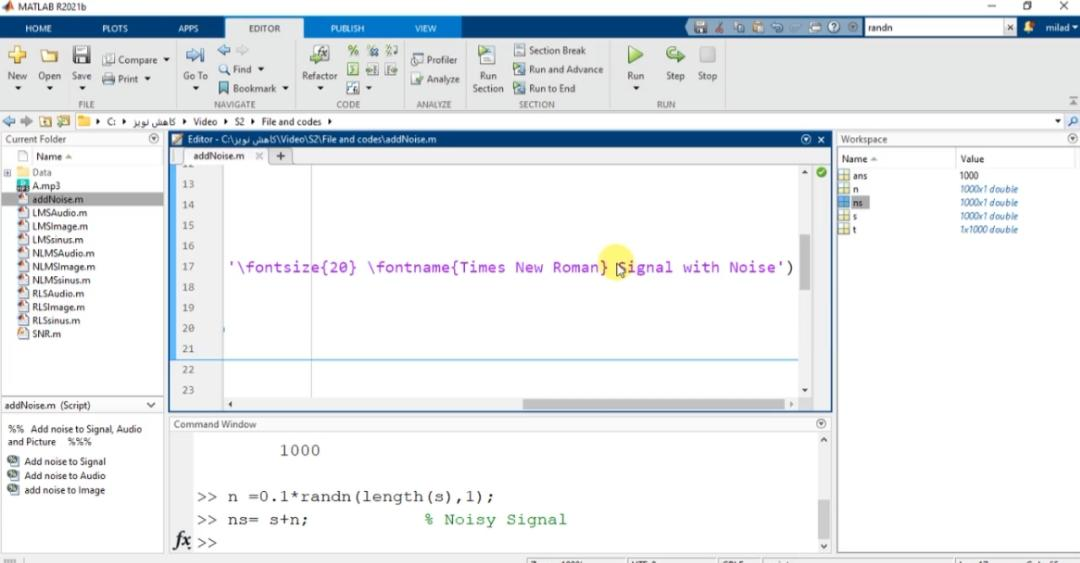 MATLAB R2021b
HOME PLOTS APPS EDITOR PUBLISH VIEW randn milad
New Open Save Compare Print Go To Find Bookmark Refactor Profiler Analyze Run Section Section Break Run and Advance Run to End Run Step Stop
FILE NAVIGATE CODE ANALYZE SECTION RUN
C: کاهش نویز Video S2 File and codes
Current Folder
Name
Data
A.mp3
addNoise.m
LMSAudio.m
LMSImage.m
LMSsinus.m
NLMSAudio.m
NLMSImage.m
NLMSsinus.m
RLSAudio.m
RLSImage.m
RLSsinus.m
SNR.m
addNoise.m (Script)
%% Add noise to Signal, Audio
and Picture %%%
Add noise to Signal
Add noise to Audio
add noise to Image
Editor - C:\کاهش نویز\Video\S2\File and codes\addNoise.m
addNoise.m
13
14
15
16
17 '\fontsize{20} \fontname{Times New Roman} Signal with Noise')
18
19
20
21
22
23
Command Window
1000
>> n =0.1*randn(length(s),1);
>> ns= s+n; % Noisy Signal
fx >>
Workspace
Name Value
ans 1000
n 1000x1 double
ns 1000x1 double
s 1000x1 double
t 1x1000 double